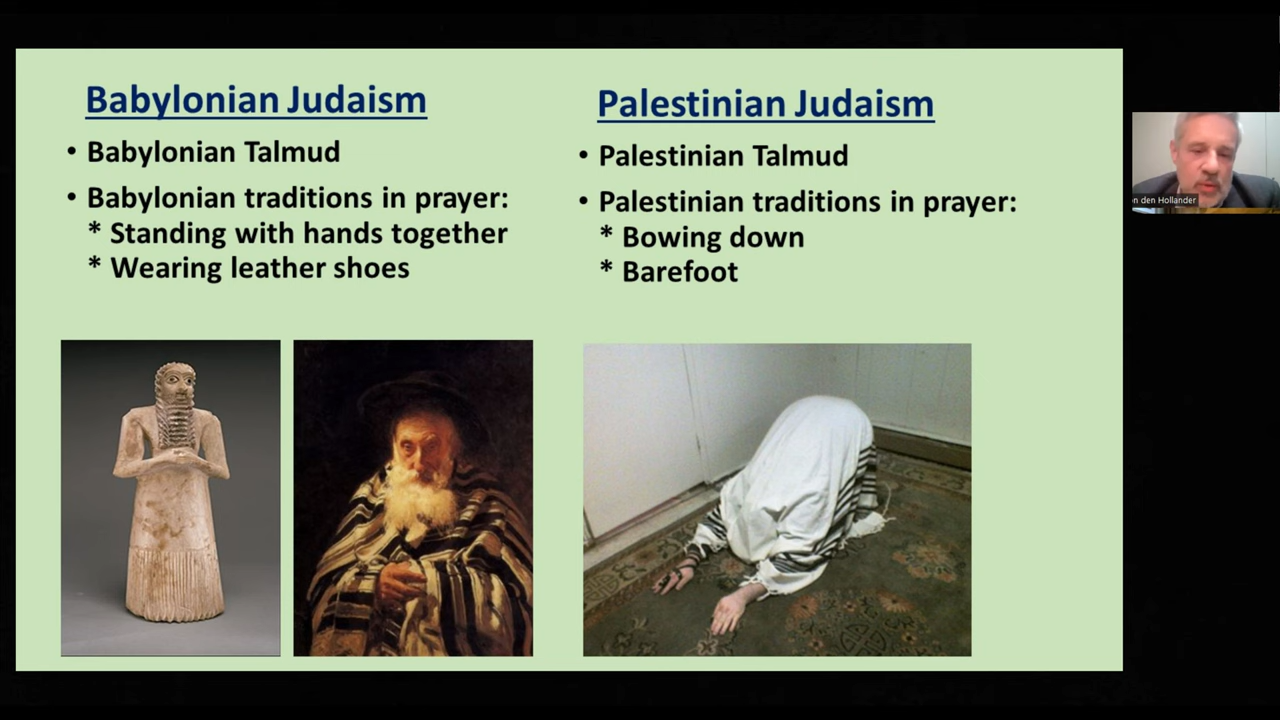 Babylonian Judaism
• Babylonian Talmud
• Babylonian traditions in prayer:
* Standing with hands together
* Wearing leather shoes
Palestinian Judaism
• Palestinian Talmud
• Palestinian traditions in prayer:
* Bowing down
* Barefoot
den Hollander